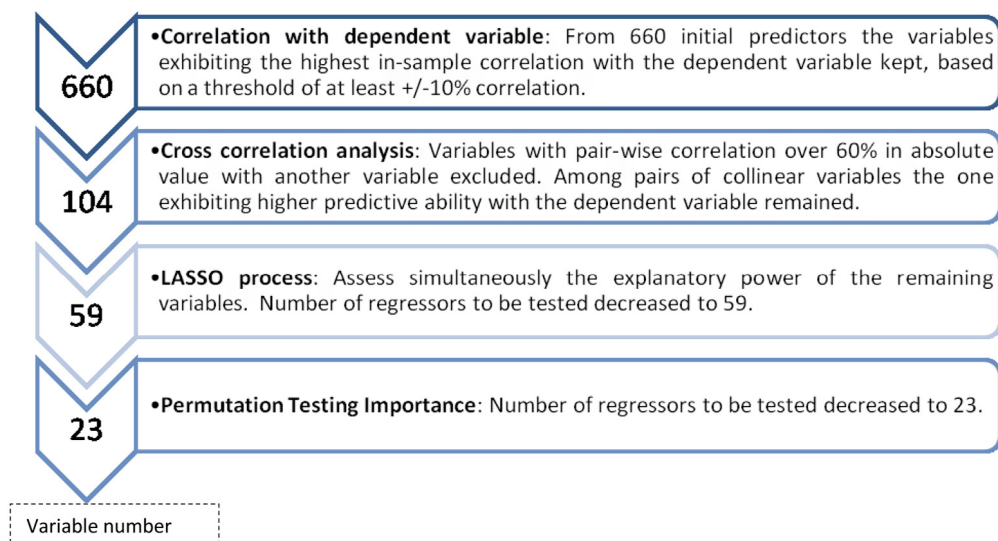 660
•Correlation with dependent variable: From 660 initial predictors the variables
exhibiting the highest in-sample correlation with the dependent variable kept, based
on a threshold of at least +/-10% correlation.
104
•Cross correlation analysis: Variables with pair-wise correlation over 60% in absolute
value with another variable excluded. Among pairs of collinear variables the one
exhibiting higher predictive ability with the dependent variable remained.
59
•LASSO process: Assess simultaneously the explanatory power of the remaining
variables. Number of regressors to be tested decreased to 59.
23
•Permutation Testing Importance: Number of regressors to be tested decreased to 23.
Variable number